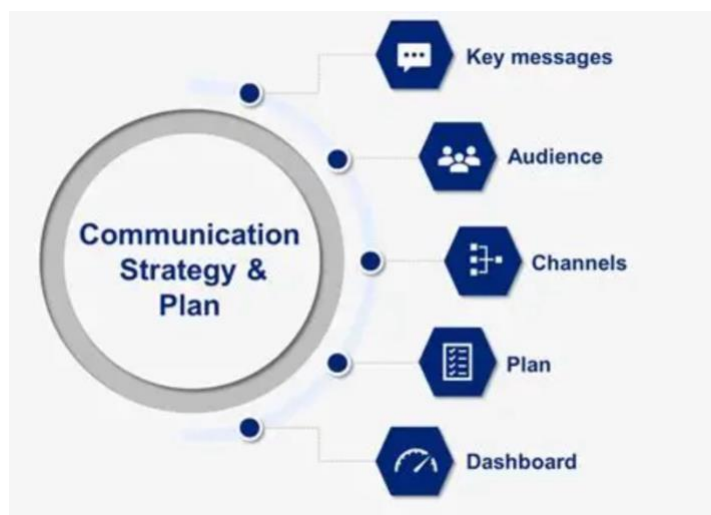 Key messages
Audience
Communication
Strategy &
Plan
Channels
Plan
Dashboard